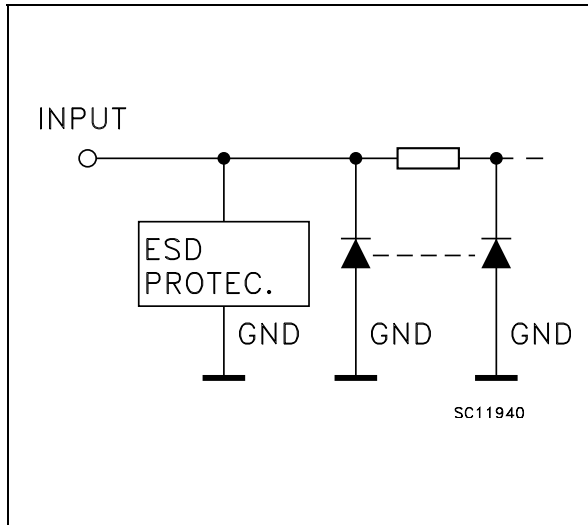 INPUT
ESD
PROTEC.
GND
GND
GND
SC11940